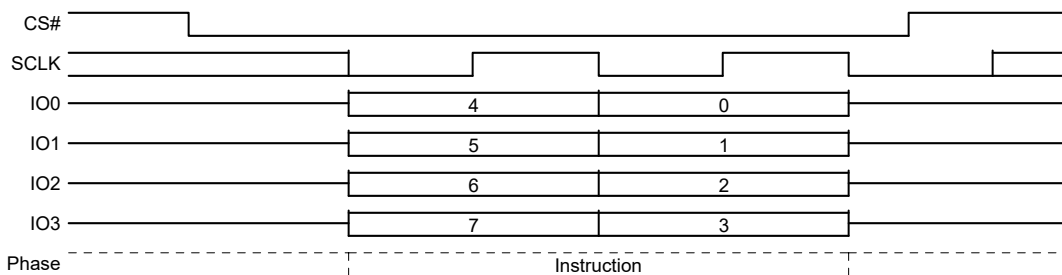 CS#
SCLK
IO0 4 0
IO1 5 1
IO2 6 2
IO3 7 3
Phase Instruction